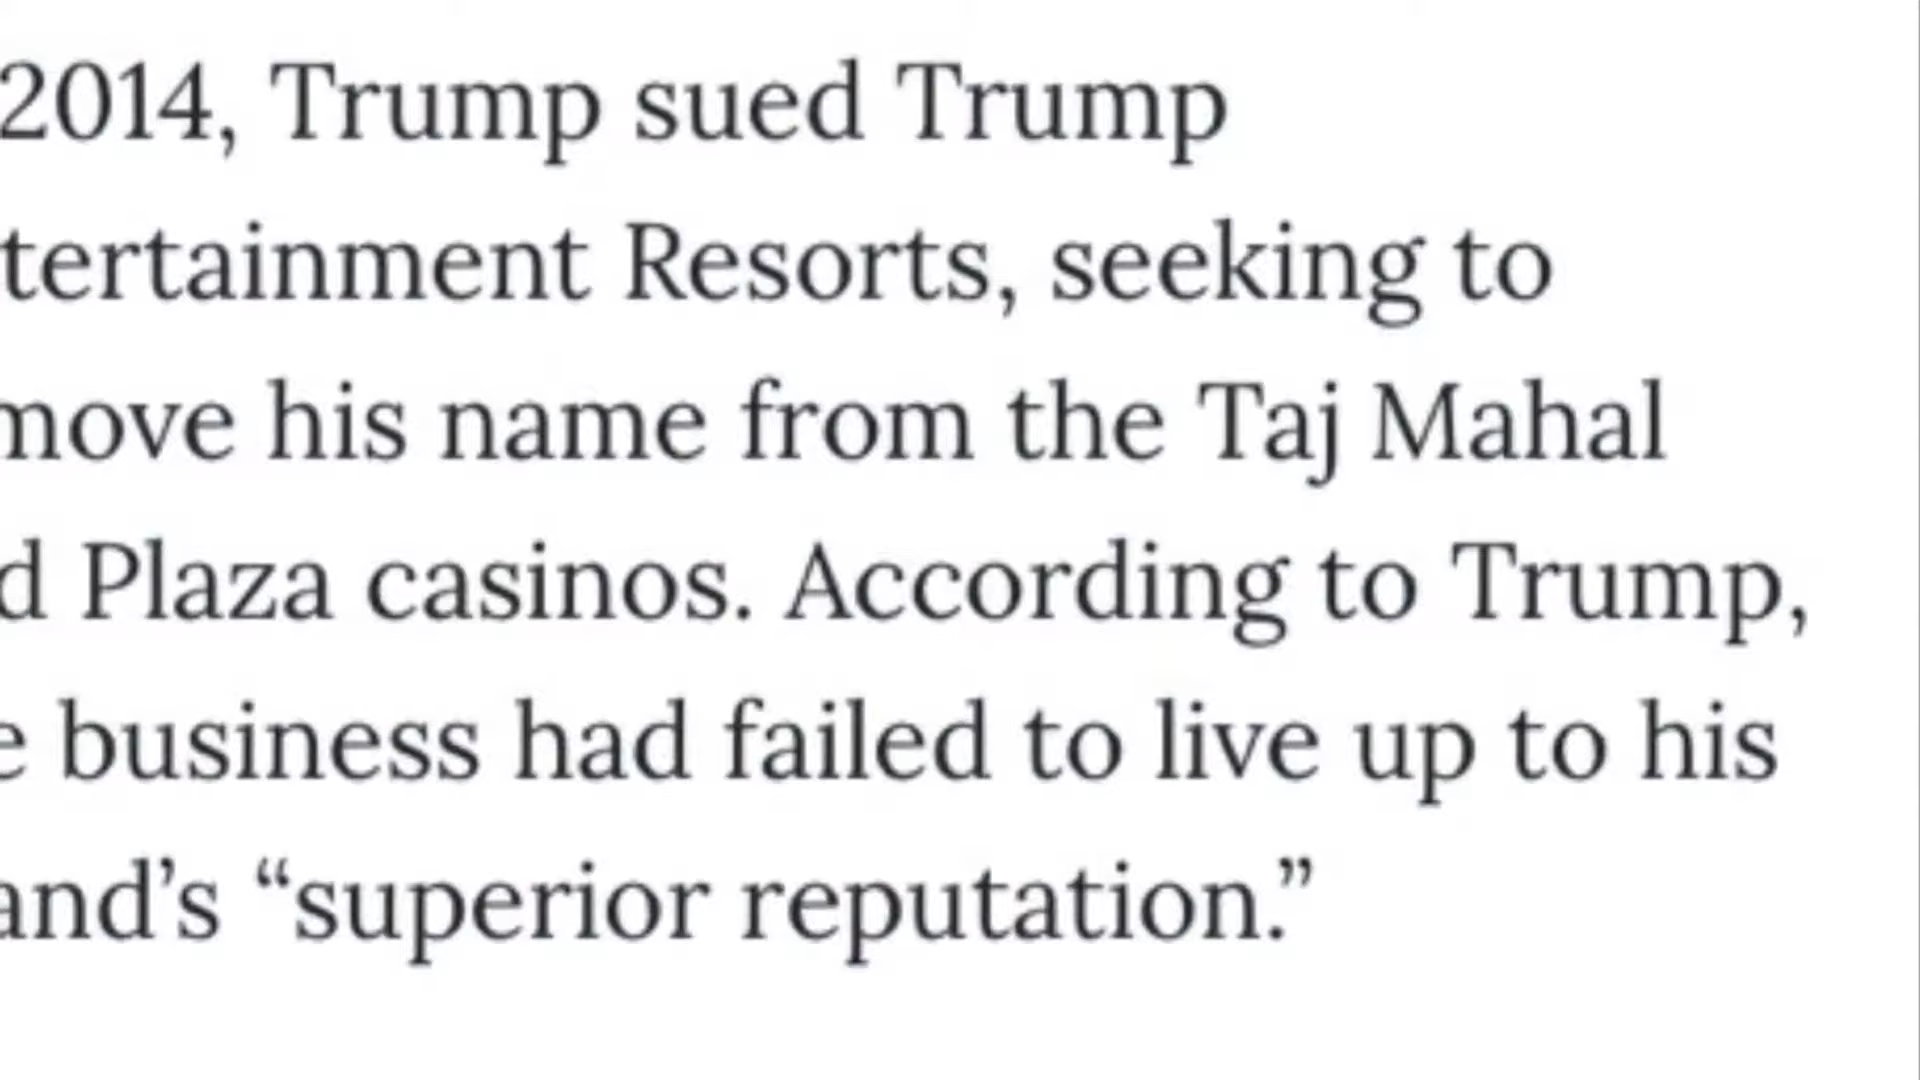 2014, Trump sued Trump
tertainment Resorts, seeking to
move his name from the Taj Mahal
d Plaza casinos. According to Trump,
e business had failed to live up to his
and’s “superior reputation.”